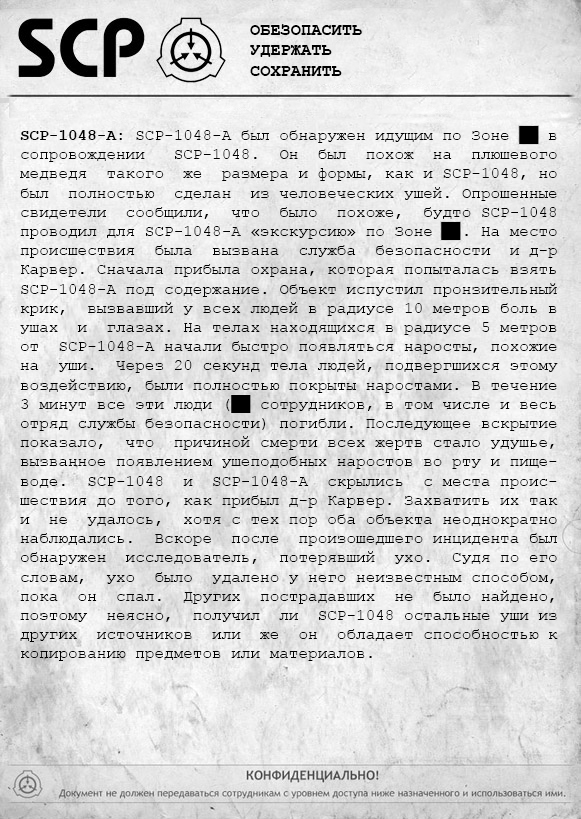 SCP
ОБЕЗОПАСИТЬ
УДЕРЖАТЬ
СОХРАНИТЬ
SCP-1048-A: SCP-1048-A был обнаружен идущим по Зоне ██ в
сопровождении SCP-1048. Он был похож на плюшевого
медведя такого же размера и формы, как и SCP-1048, но
был полностью сделан из человеческих ушей. Опрошенные
свидетели сообщили, что было похоже, будто SCP-1048
проводил для SCP-1048-A «экскурсию» по Зоне ██. На место
происшествия была вызвана служба безопасности и д-р
Карвер. Сначала прибыла охрана, которая попыталась взять
SCP-1048-A под содержание. Объект испустил пронзительный
крик, вызвавший у всех людей в радиусе 10 метров боль в
ушах и глазах. На телах находящихся в радиусе 5 метров
от SCP-1048-A начали быстро появляться наросты, похожие
на уши. Через 20 секунд тела людей, подвергшихся этому
воздействию, были полностью покрыты наростами. В течение
3 минут все эти люди (██ сотрудников, в том числе и весь
отряд службы безопасности) погибли. Последующее вскрытие
показало, что причиной смерти всех жертв стало удушье,
вызванное появлением ушеподобных наростов во рту и пище-
воде. SCP-1048 и SCP-1048-A скрылись с места проис-
шествия до того, как прибыл д-р Карвер. Захватить их так
и не удалось, хотя с тех пор оба объекта неоднократно
наблюдались. Вскоре после произошедшего инцидента был
обнаружен исследователь, потерявший ухо. Судя по его
словам, ухо было удалено у него неизвестным способом,
пока он спал. Других пострадавших не было найдено,
поэтому неясно, получил ли SCP-1048 остальные уши из
других источников или же он обладает способностью к
копированию предметов или материалов.
КОНФИДЕНЦИАЛЬНО!
Документ не должен передаваться сотрудникам с уровнем доступа ниже назначенного и использоваться ими.